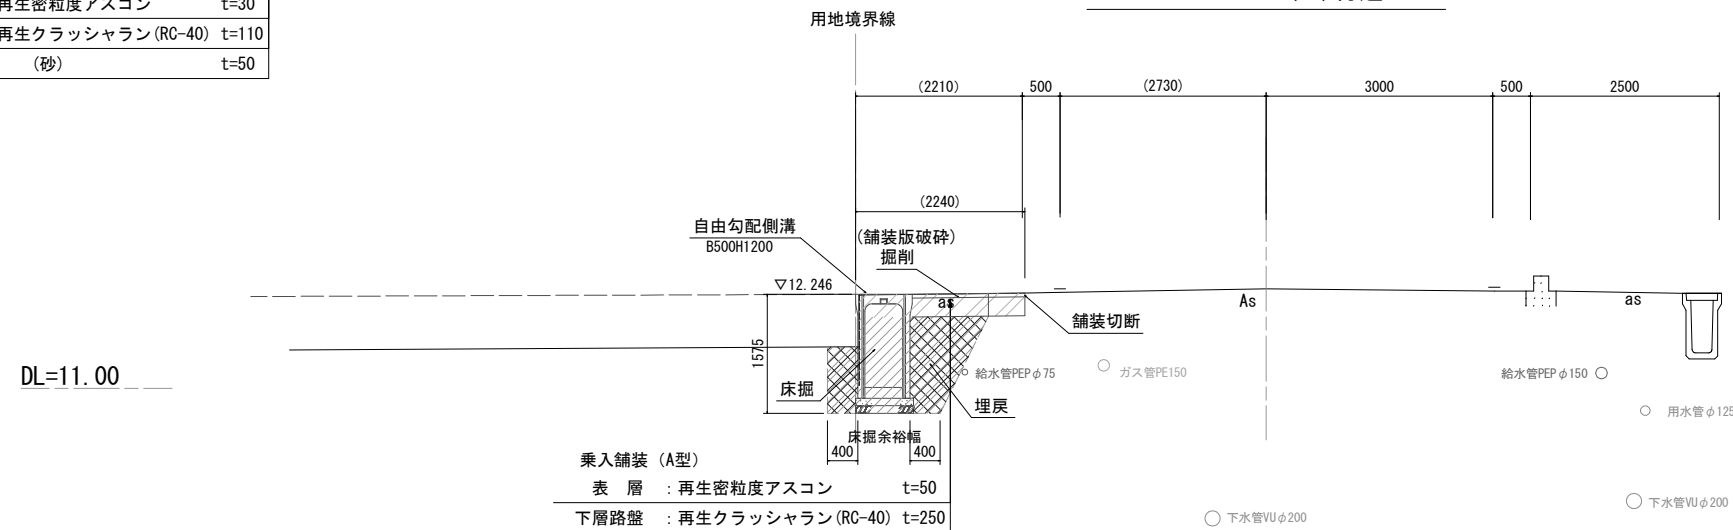 再生密粒度アスコン t=30
再生クラッシャラン(RC-40) t=110
(砂) t=50
用地境界線
(2210) 500 (2730) 3000 500 2500
(2240)
自由勾配側溝
B500H1200
(舗装版破砕)
掘削
▽12.246
as As as
舗装切断
1575
DL=11.00
給水管PEPφ75
ガス管PE150
給水管PEPφ150
床掘
埋戻
用水管φ125
床掘余裕幅
400 400
乗入舗装 (A型)
表 層 : 再生密粒度アスコン t=50
下水管VUφ200
下層路盤 : 再生クラッシャラン(RC-40) t=250
下水管VUφ200